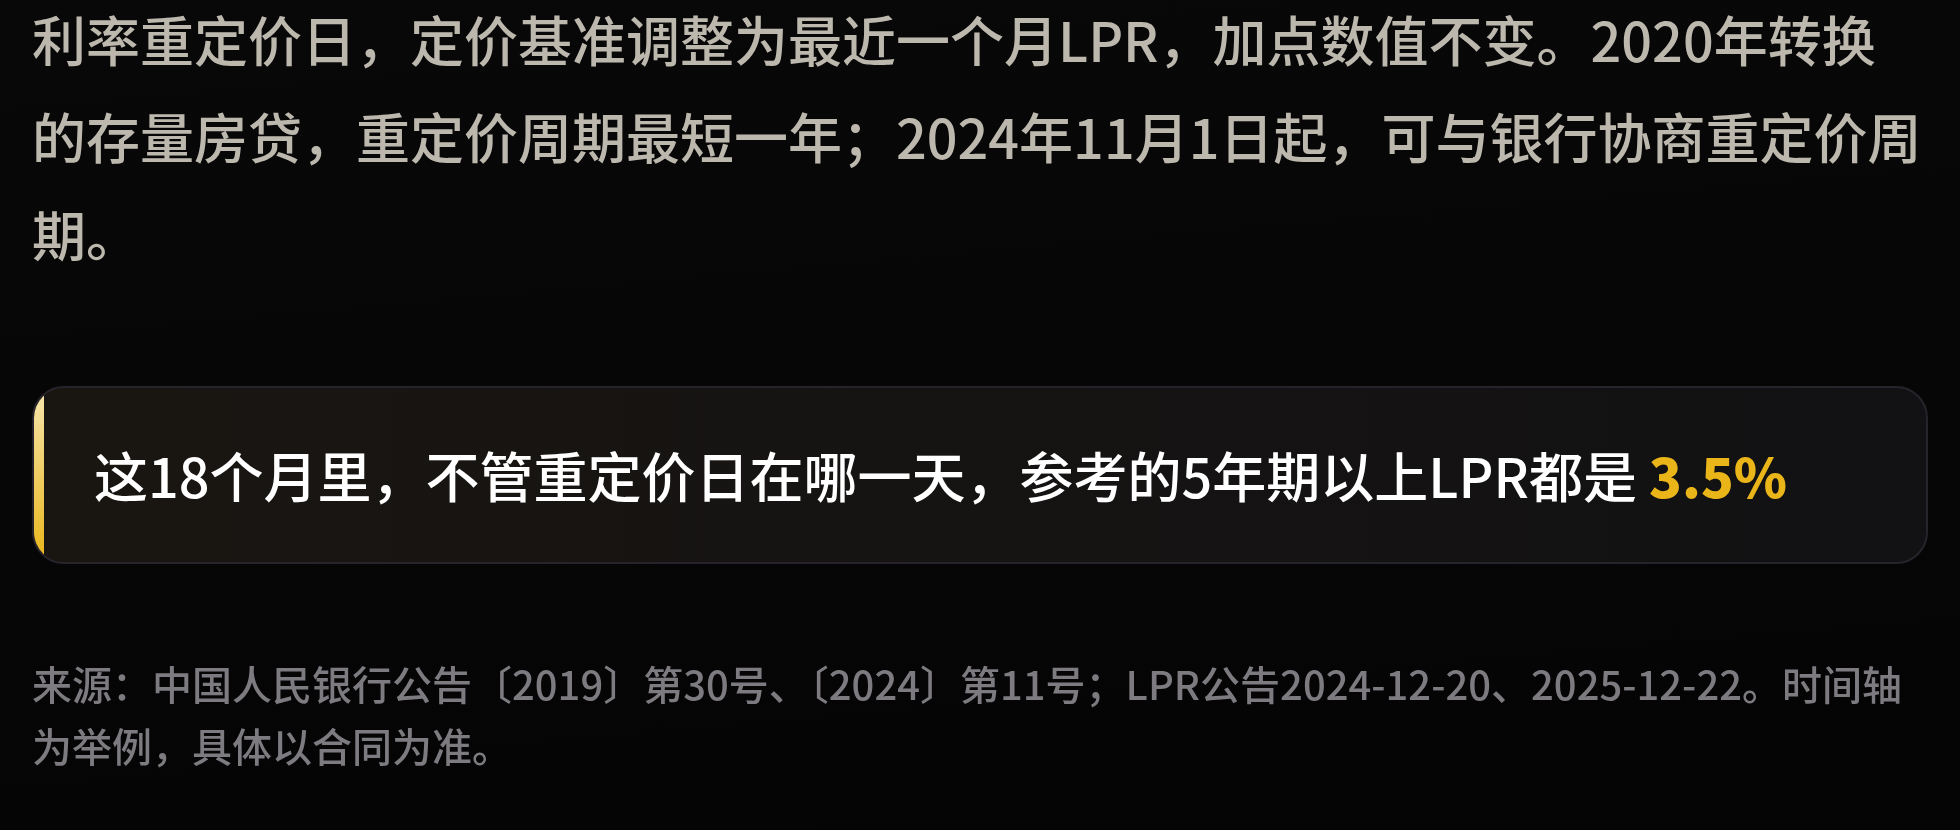 利率重定价日，定价基准调整为最近一个月LPR，加点数值不变。2020年转换
的存量房贷，重定价周期最短一年；2024年11月1日起，可与银行协商重定价周
期。
这18个月里，不管重定价日在哪一天，参考的5年期以上LPR都是 3.5%
来源：中国人民银行公告〔2019〕第30号、〔2024〕第11号；LPR公告2024-12-20、2025-12-22。时间轴
为举例，具体以合同为准。